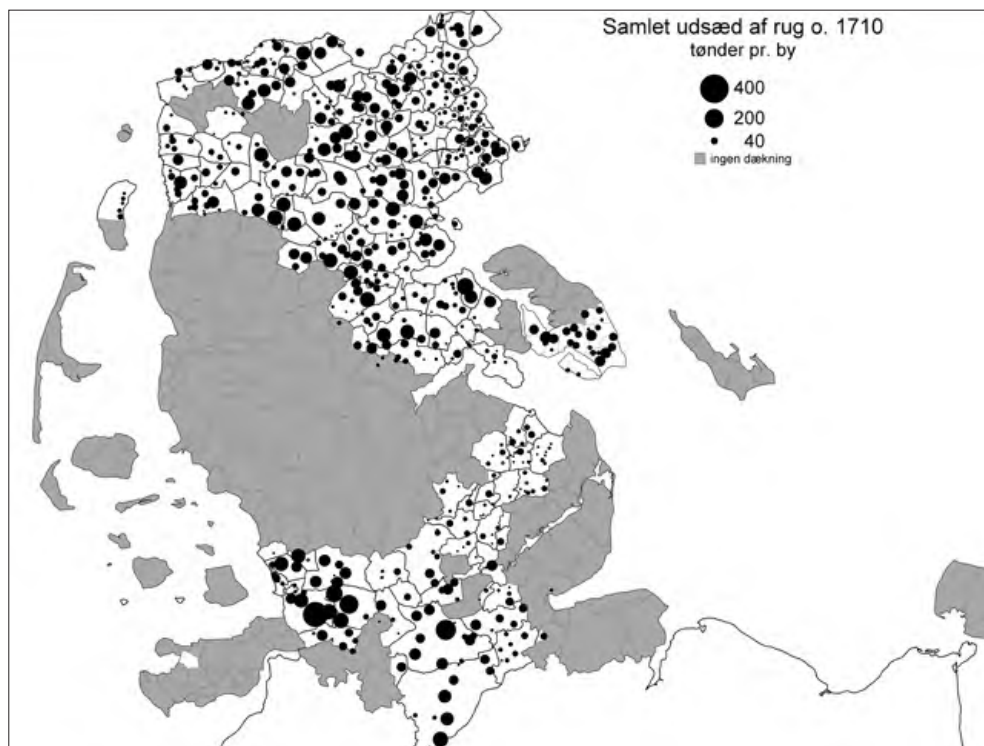 Samlet udsæd af rug o. 1710
tønder pr. by
400
200
40
ingen dækning